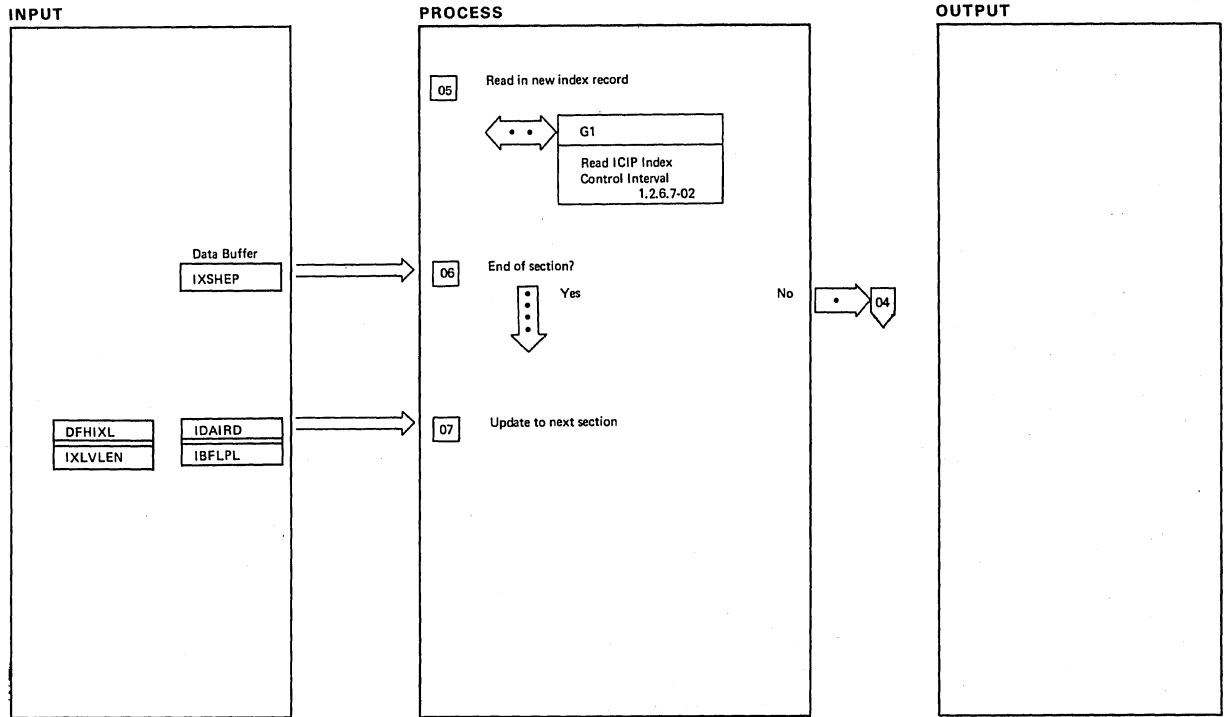 INPUT
PROCESS
OUTPUT
05 Read in new index record
G1
Read ICIP Index
Control Interval
1.2.6.7-02
Data Buffer
IXSHEP
06 End of section?
Yes
No
04
DFHIXL
IXLVLEN
IDAIRD
IBFLPL
07 Update to next section